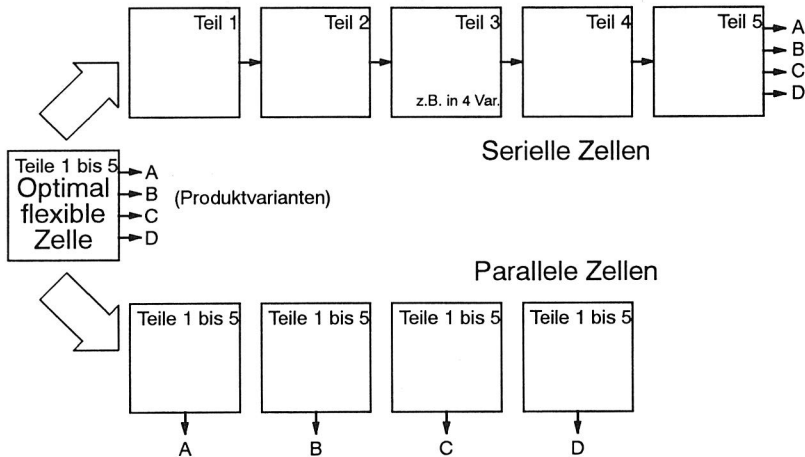 Teil 1
Teil 2
Teil 3
Teil 4
Teil 5
z.B. in 4 Var.
A
B
C
D
Serielle Zellen
Teile 1 bis 5
Optimal
flexible
Zelle
A
B
C
D
(Produktvarianten)
Parallele Zellen
Teile 1 bis 5
Teile 1 bis 5
Teile 1 bis 5
Teile 1 bis 5
A
B
C
D